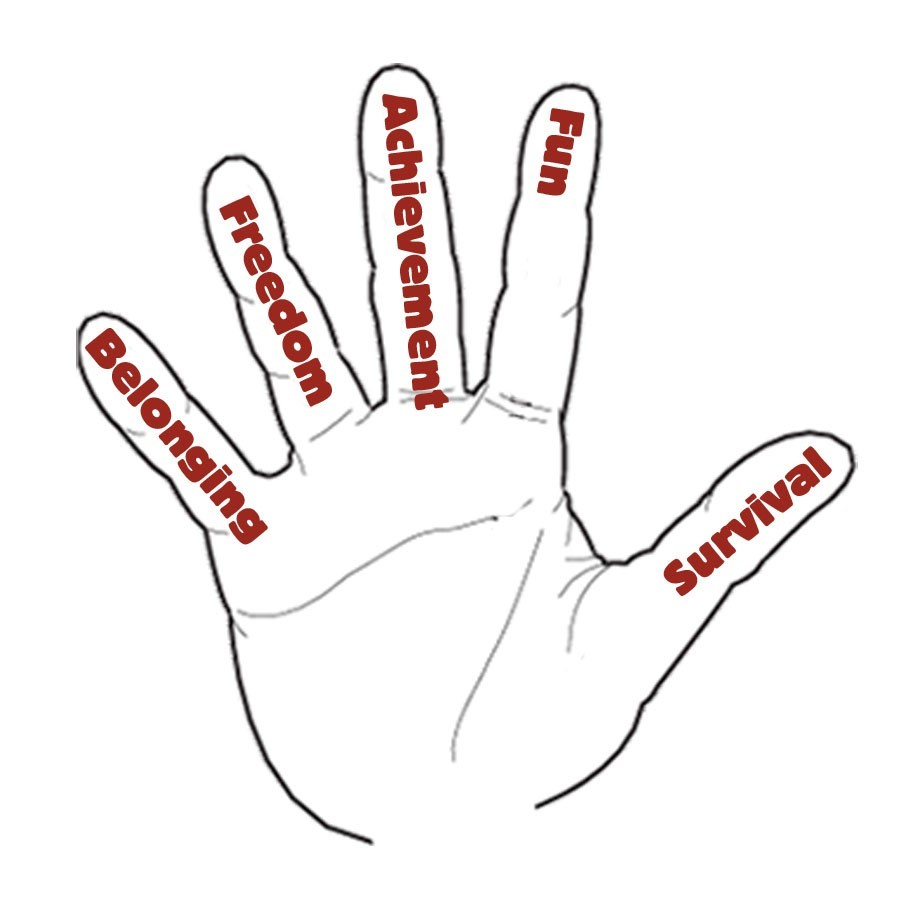 Belonging
Freedom
Achievement
Fun
Survival